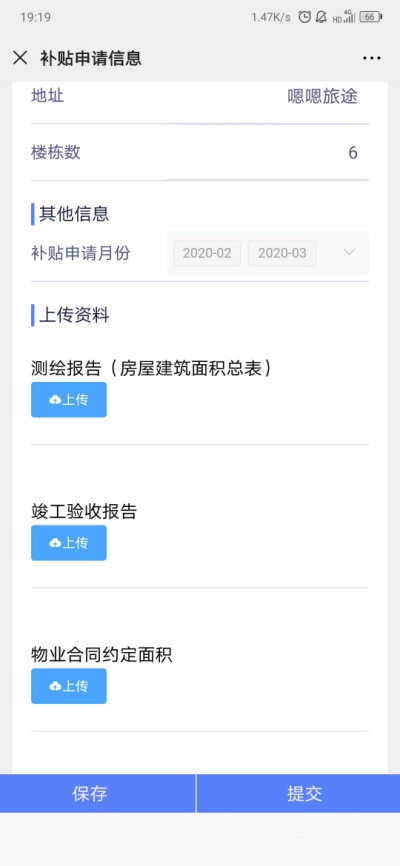 19:19
1.47K/s HD 4G 66
补贴申请信息
地址 嗯嗯旅途
楼栋数 6
其他信息
补贴申请月份 2020-02 2020-03
上传资料
测绘报告（房屋建筑面积总表）
上传
竣工验收报告
上传
物业合同约定面积
上传
保存 提交